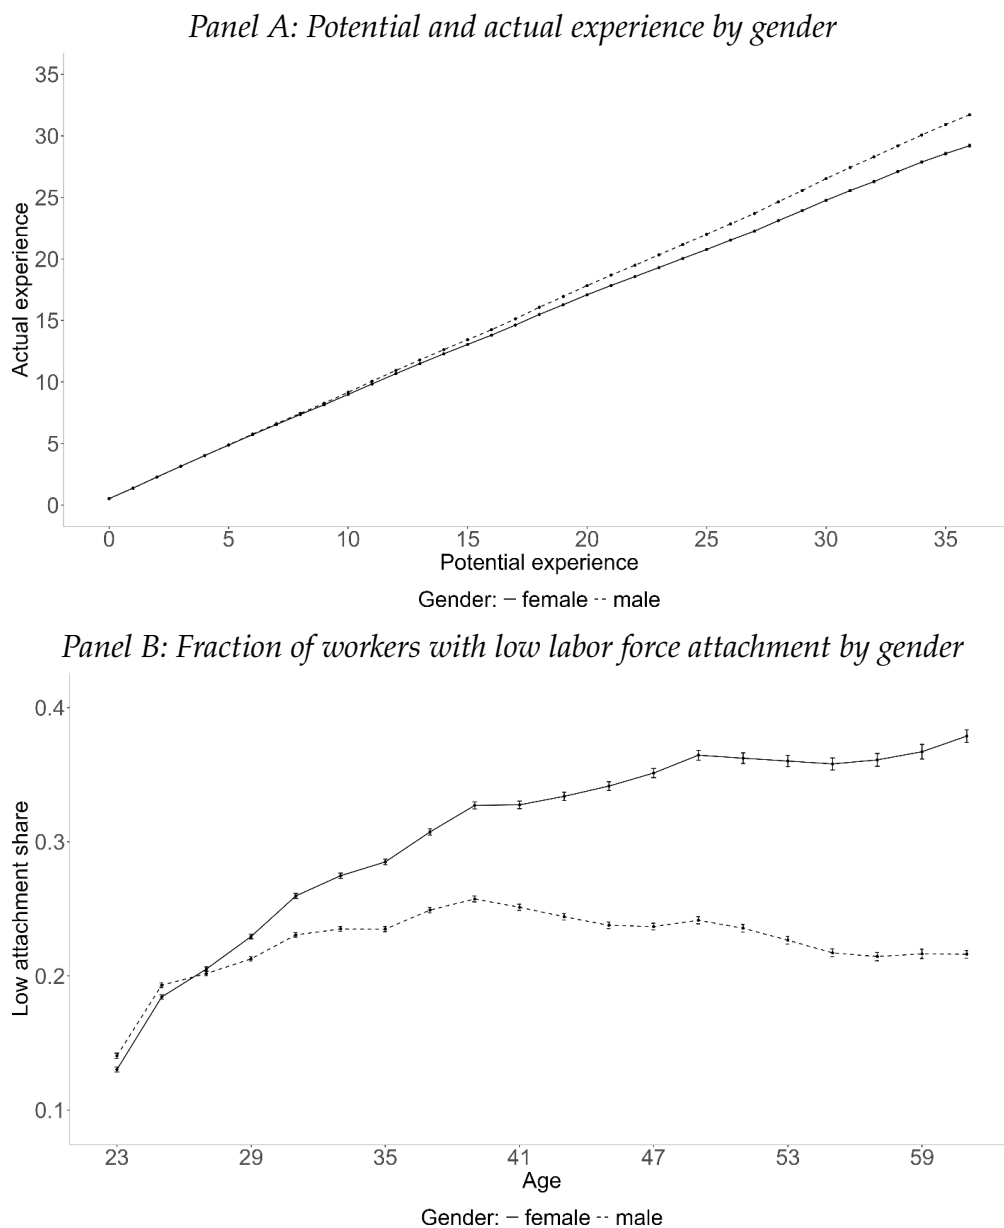 Panel A: Potential and actual experience by gender
35
30
25
20
15
10
5
0
Actual experience
0 5 10 15 20 25 30 35
Potential experience
Gender: female male
Panel B: Fraction of workers with low labor force attachment by gender
0.4
0.3
0.2
0.1
Low attachment share
23 29 35 41 47 53 59
Age
Gender: female male